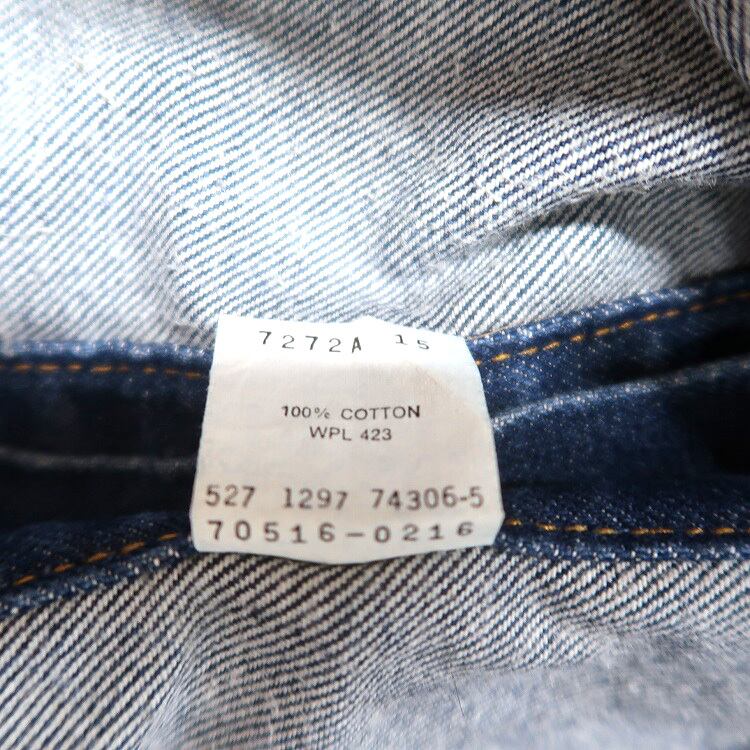 7272A 15
100% COTTON
WPL 423
527 1297 74306-5
70516-0216